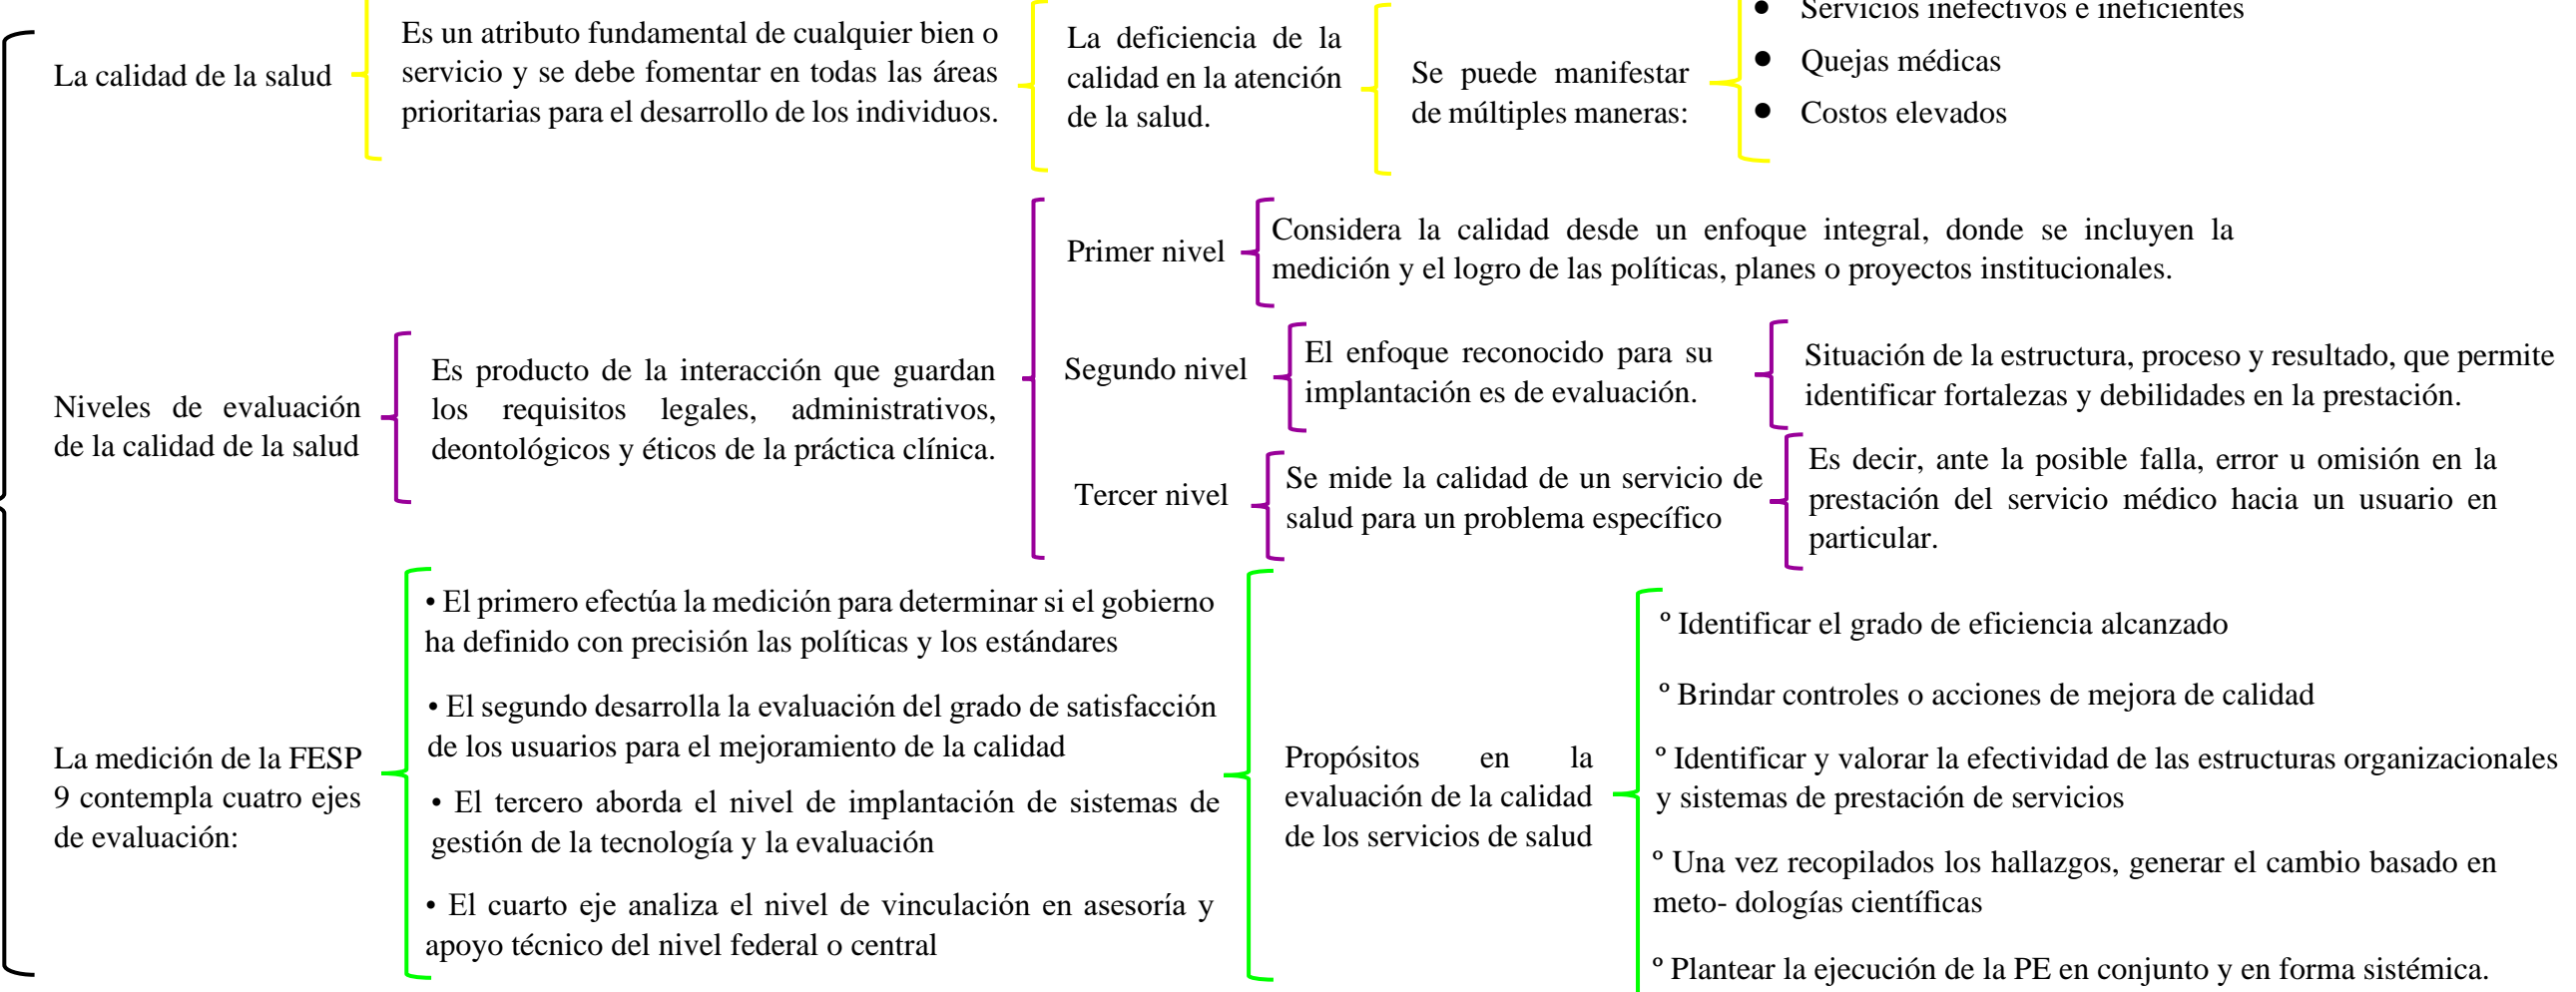 La calidad de la salud
Es un atributo fundamental de cualquier bien o
servicio y se debe fomentar en todas las áreas
prioritarias para el desarrollo de los individuos.
La deficiencia de la
calidad en la atención
de la salud.
Se puede manifestar
de múltiples maneras:
• Servicios inefectivos e ineficientes
• Quejas médicas
• Costos elevados
Niveles de evaluación
de la calidad de la salud
Es producto de la interacción que guardan
los requisitos legales, administrativos,
deontológicos y éticos de la práctica clínica.
Primer nivel
Considera la calidad desde un enfoque integral, donde se incluyen la
medición y el logro de las políticas, planes o proyectos institucionales.
Segundo nivel
El enfoque reconocido para su
implantación es de evaluación.
Situación de la estructura, proceso y resultado, que permite
identificar fortalezas y debilidades en la prestación.
Tercer nivel
Se mide la calidad de un servicio de
salud para un problema específico
Es decir, ante la posible falla, error u omisión en la
prestación del servicio médico hacia un usuario en
particular.
La medición de la FESP
9 contempla cuatro ejes
de evaluación:
• El primero efectúa la medición para determinar si el gobierno
ha definido con precisión las políticas y los estándares
• El segundo desarrolla la evaluación del grado de satisfacción
de los usuarios para el mejoramiento de la calidad
• El tercero aborda el nivel de implantación de sistemas de
gestión de la tecnología y la evaluación
• El cuarto eje analiza el nivel de vinculación en asesoría y
apoyo técnico del nivel federal o central
Propósitos en la
evaluación de la calidad
de los servicios de salud
º Identificar el grado de eficiencia alcanzado
º Brindar controles o acciones de mejora de calidad
º Identificar y valorar la efectividad de las estructuras organizacionales
y sistemas de prestación de servicios
º Una vez recopilados los hallazgos, generar el cambio basado en
meto- dologías científicas
º Plantear la ejecución de la PE en conjunto y en forma sistémica.